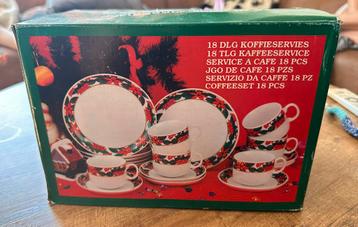 18 DLG KOFFIESERVIES
18 TLG KAFFEESERVICE
SERVICE A CAFE 18 PCS
JGO DE CAFE 18 PZS
SERVIZIO DA CAFFE 18 PZ
COFFEESET 18 PCS